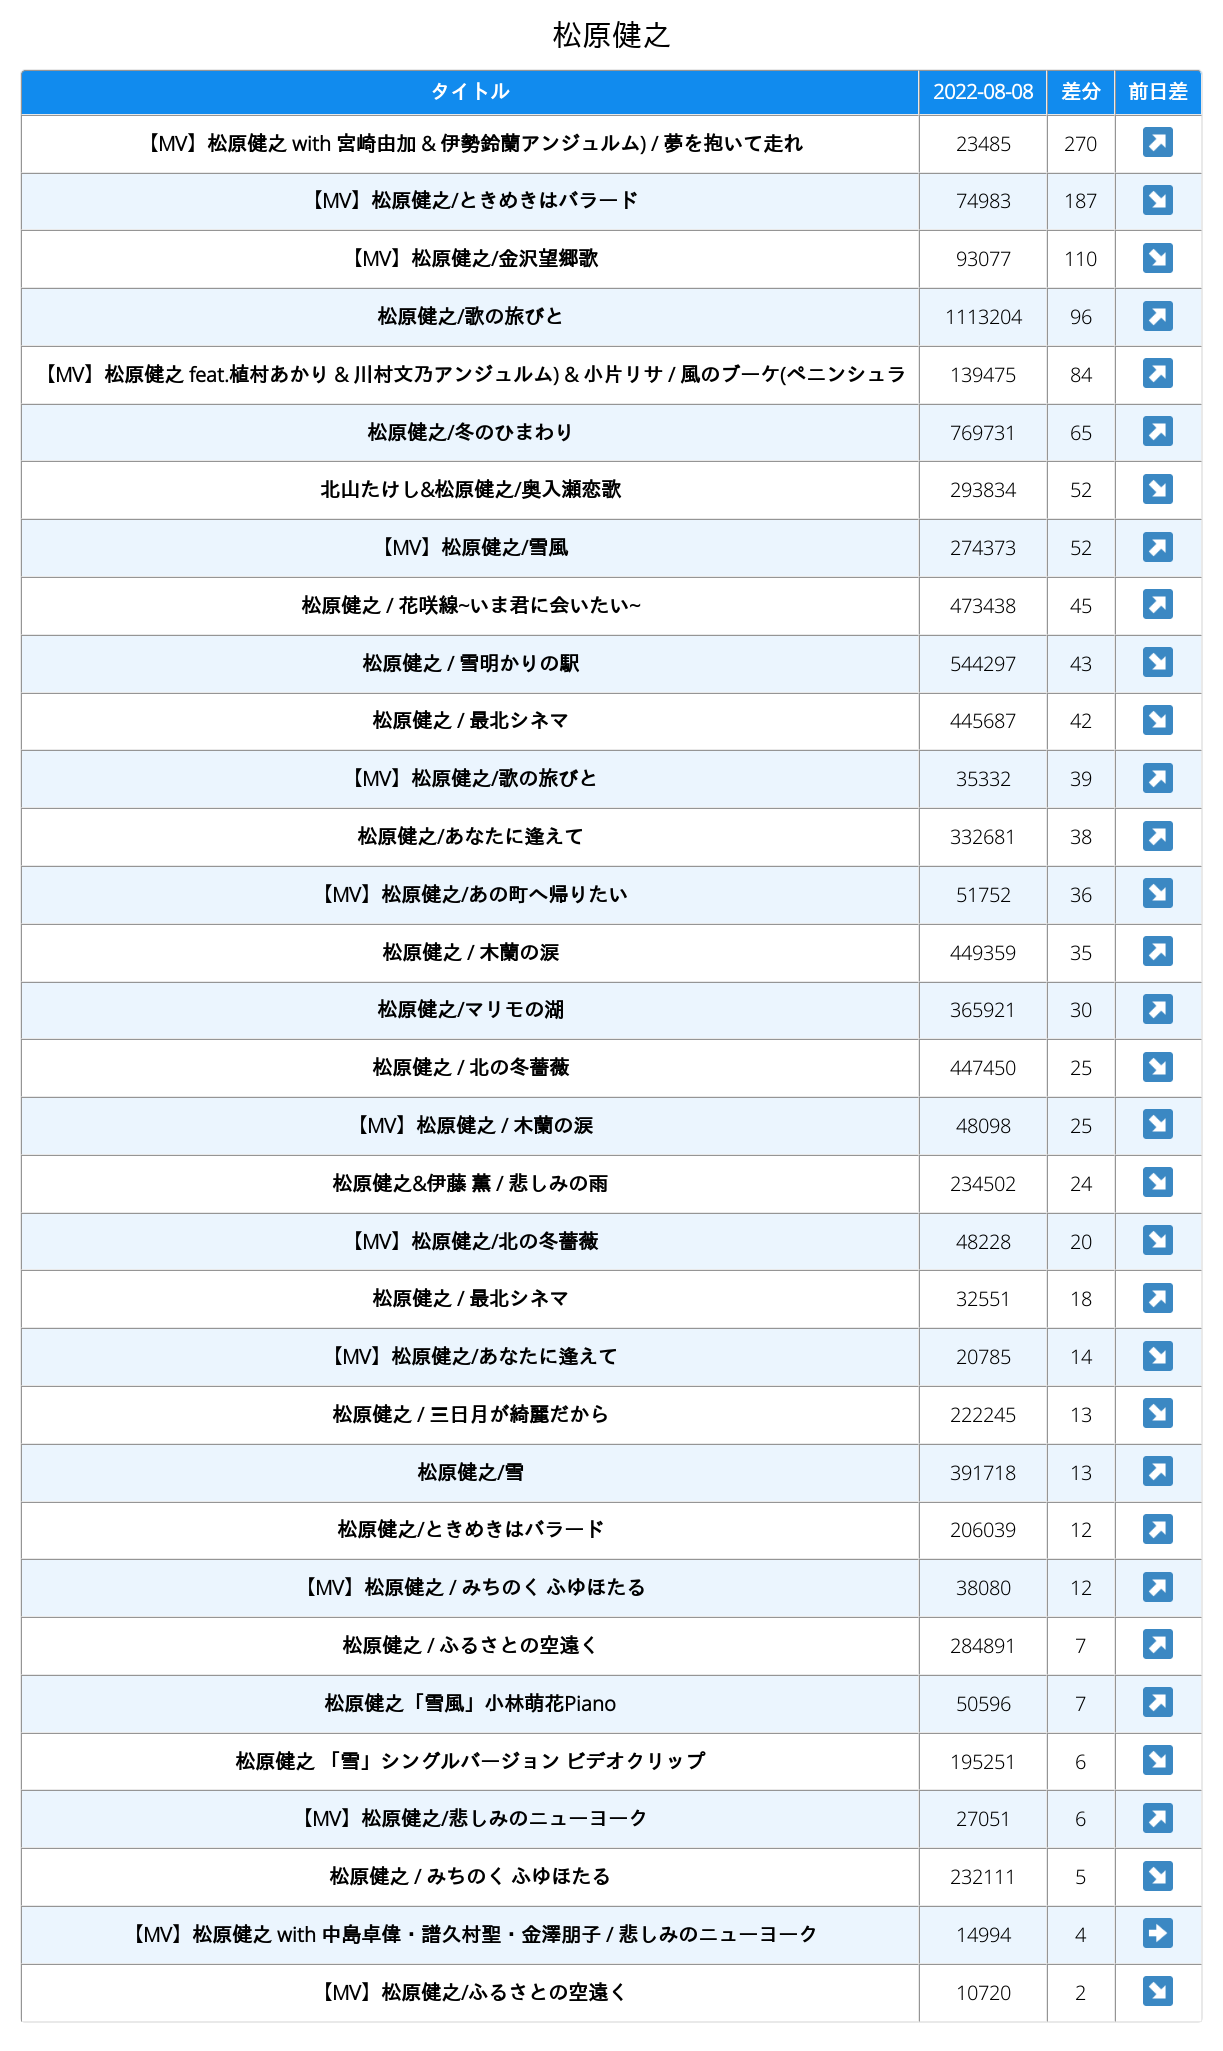 松原健之
タイトル 2022-08-08 差分 前日差
【MV】松原健之 with 宮崎由加 & 伊勢鈴蘭アンジュルム) / 夢を抱いて走れ 23485 270 ↗
【MV】松原健之/ときめきはバラード 74983 187 ↘
【MV】松原健之/金沢望郷歌 93077 110 ↘
松原健之/歌の旅びと 1113204 96 ↗
【MV】松原健之 feat.植村あかり & 川村文乃アンジュルム) & 小片リサ / 風のブーケ(ペニンシュラ 139475 84 ↗
松原健之/冬のひまわり 769731 65 ↗
北山たけし&松原健之/奥入瀬恋歌 293834 52 ↘
【MV】松原健之/雪風 274373 52 ↗
松原健之 / 花咲線~いま君に会いたい~ 473438 45 ↗
松原健之 / 雪明かりの駅 544297 43 ↘
松原健之 / 最北シネマ 445687 42 ↘
【MV】松原健之/歌の旅びと 35332 39 ↗
松原健之/あなたに逢えて 332681 38 ↗
【MV】松原健之/あの町へ帰りたい 51752 36 ↘
松原健之 / 木蘭の涙 449359 35 ↗
松原健之/マリモの湖 365921 30 ↗
松原健之 / 北の冬薔薇 447450 25 ↘
【MV】松原健之 / 木蘭の涙 48098 25 ↘
松原健之&伊藤 薫 / 悲しみの雨 234502 24 ↘
【MV】松原健之/北の冬薔薇 48228 20 ↘
松原健之 / 最北シネマ 32551 18 ↗
【MV】松原健之/あなたに逢えて 20785 14 ↘
松原健之 / 三日月が綺麗だから 222245 13 ↘
松原健之/雪 391718 13 ↗
松原健之/ときめきはバラード 206039 12 ↗
【MV】松原健之 / みちのく ふゆほたる 38080 12 ↗
松原健之 / ふるさとの空遠く 284891 7 ↗
松原健之「雪風」小林萌花Piano 50596 7 ↗
松原健之 「雪」シングルバージョン ビデオクリップ 195251 6 ↘
【MV】松原健之/悲しみのニューヨーク 27051 6 ↗
松原健之 / みちのく ふゆほたる 232111 5 ↘
【MV】松原健之 with 中島卓偉・譜久村聖・金澤朋子 / 悲しみのニューヨーク 14994 4 ➡
【MV】松原健之/ふるさとの空遠く 10720 2 ↘